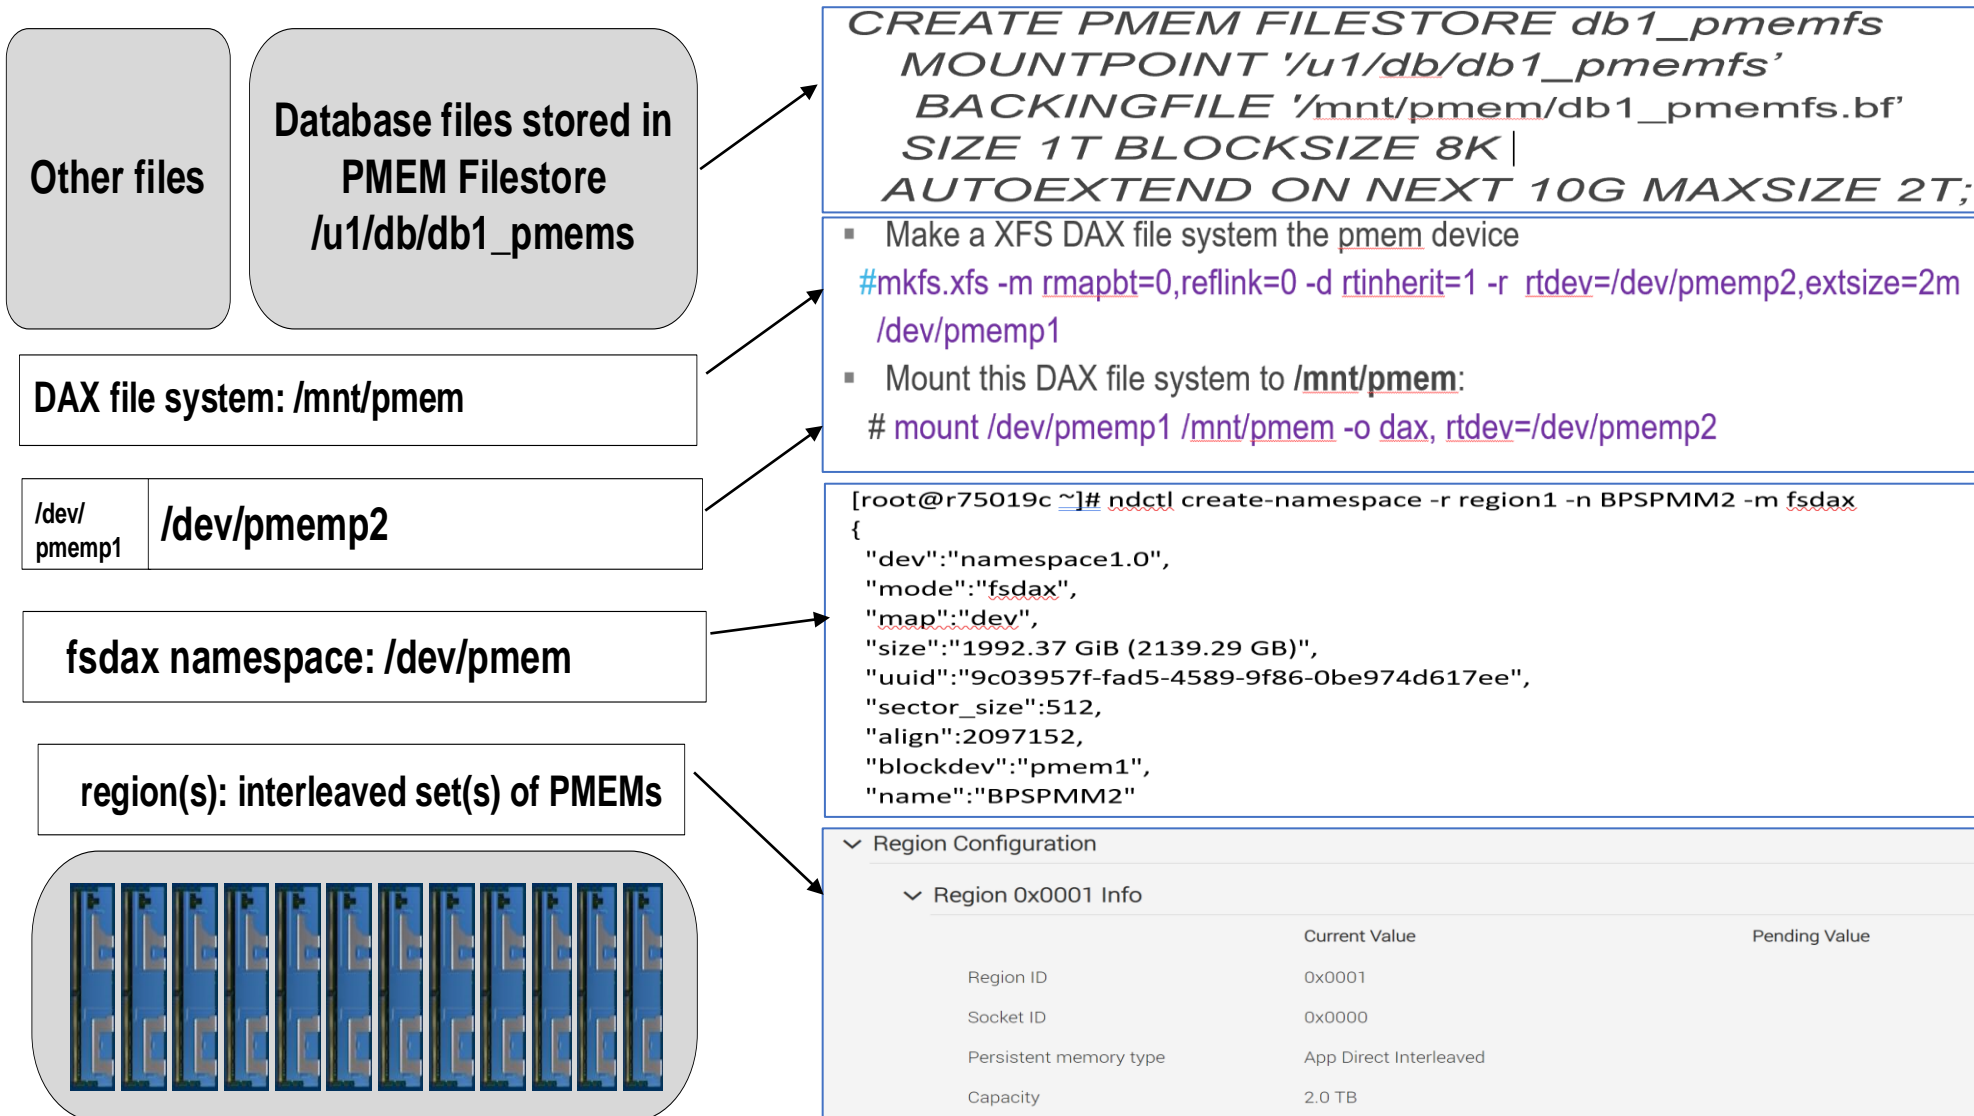 Other files
Database files stored in
PMEM Filestore
/u1/db/db1_pmems
DAX file system: /mnt/pmem
/dev/
pmemp1
/dev/pmemp2
fsdax namespace: /dev/pmem
region(s): interleaved set(s) of PMEMs
CREATE PMEM FILESTORE db1_pmemfs
MOUNTPOINT '/u1/db/db1_pmemfs’
BACKINGFILE '/mnt/pmem/db1_pmemfs.bf’
SIZE 1T BLOCKSIZE 8K
AUTOEXTEND ON NEXT 10G MAXSIZE 2T;
▪ Make a XFS DAX file system the pmem device
#mkfs.xfs -m rmapbt=0,reflink=0 -d rtinherit=1 -r rtdev=/dev/pmemp2,extsize=2m
/dev/pmemp1
▪ Mount this DAX file system to /mnt/pmem:
# mount /dev/pmemp1 /mnt/pmem -o dax, rtdev=/dev/pmemp2
[root@r75019c ~]# ndctl create-namespace -r region1 -n BPSPMM2 -m fsdax
{
"dev":"namespace1.0",
"mode":"fsdax",
"map":"dev",
"size":"1992.37 GiB (2139.29 GB)",
"uuid":"9c03957f-fad5-4589-9f86-0be974d617ee",
"sector_size":512,
"align":2097152,
"blockdev":"pmem1",
"name":"BPSPMM2"
Region Configuration
Region 0x0001 Info
Current Value Pending Value
Region ID 0x0001
Socket ID 0x0000
Persistent memory type App Direct Interleaved
Capacity 2.0 TB